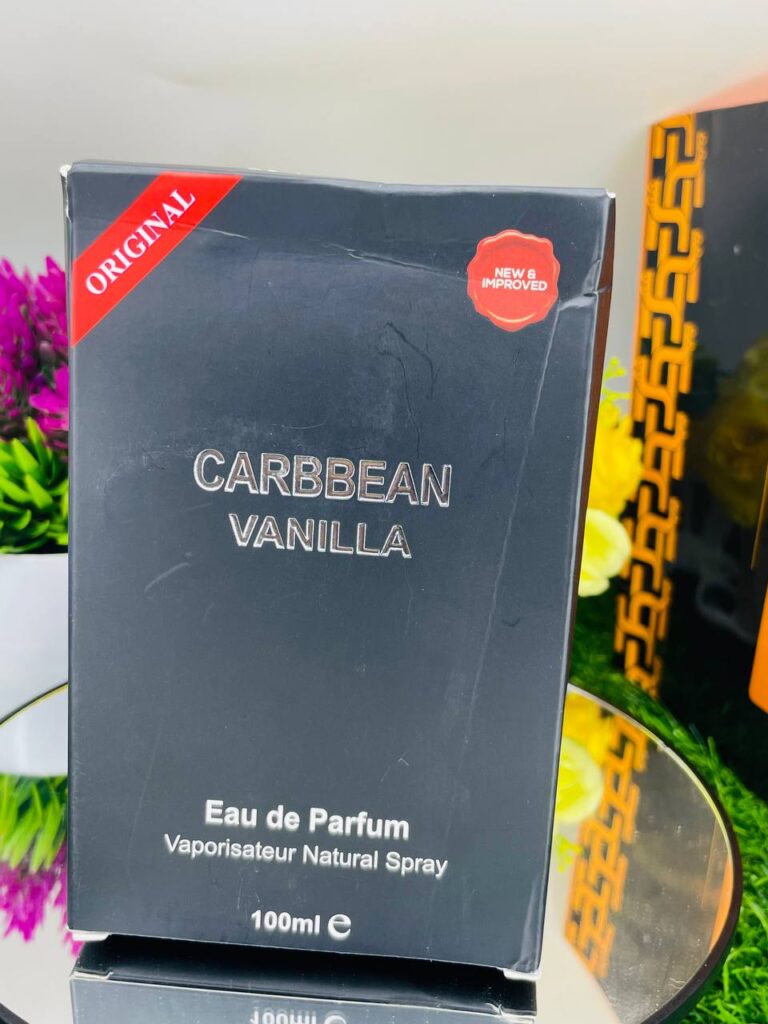 ORIGINAL
NEW &
IMPROVED
CARBBEAN
VANILLA
Eau de Parfum
Vaporisateur Natural Spray
100ml ℮